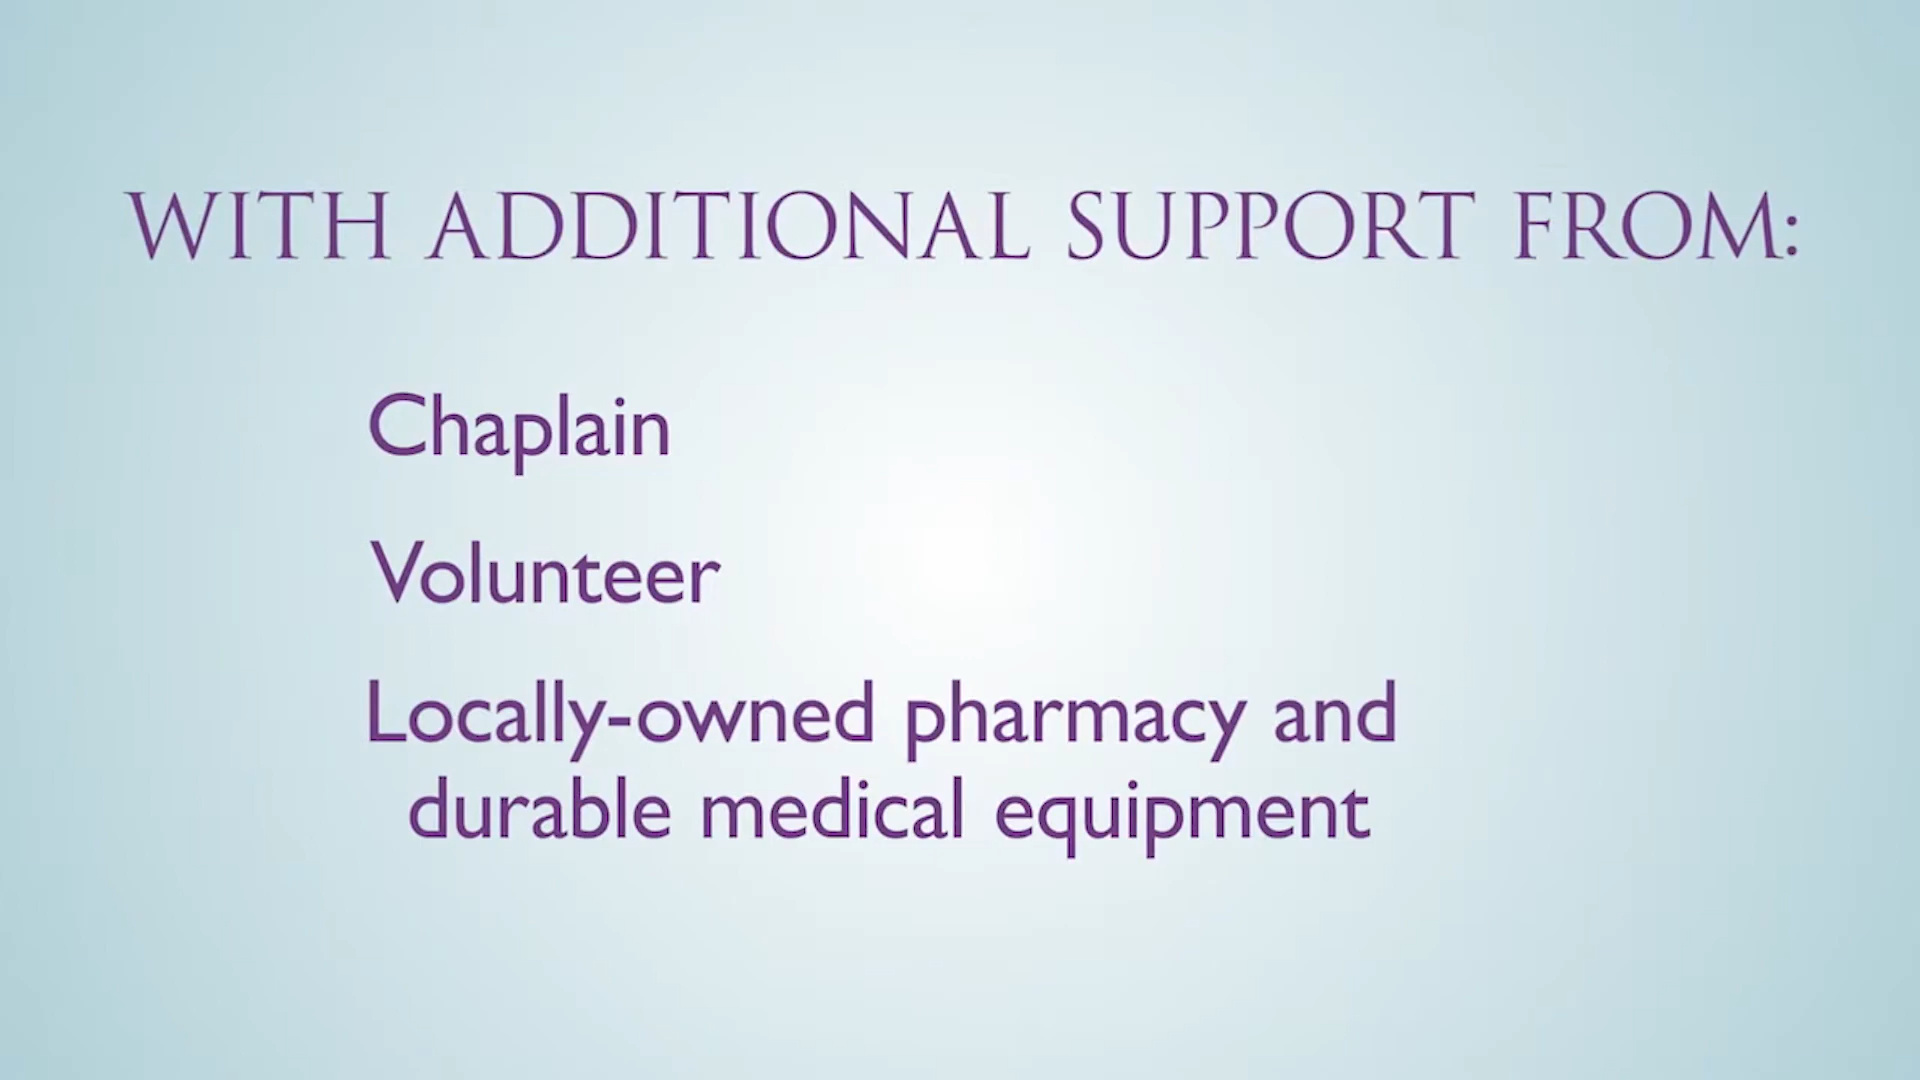 WITH ADDITIONAL SUPPORT FROM:
Chaplain
Volunteer
Locally-owned pharmacy and
durable medical equipment